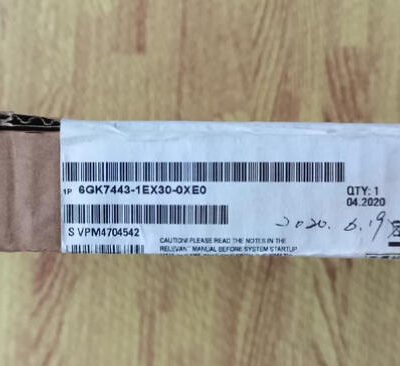 1P 6GK7443-1EX30-0XE0
QTY: 1
04.2020
S VPM4704542
2020. 6.19
CAUTION! PLEASE READ THE NOTES IN THE
RELEVANT MANUAL BEFORE SYSTEM STARTUP